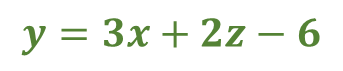 y = 3x + 2z − 6